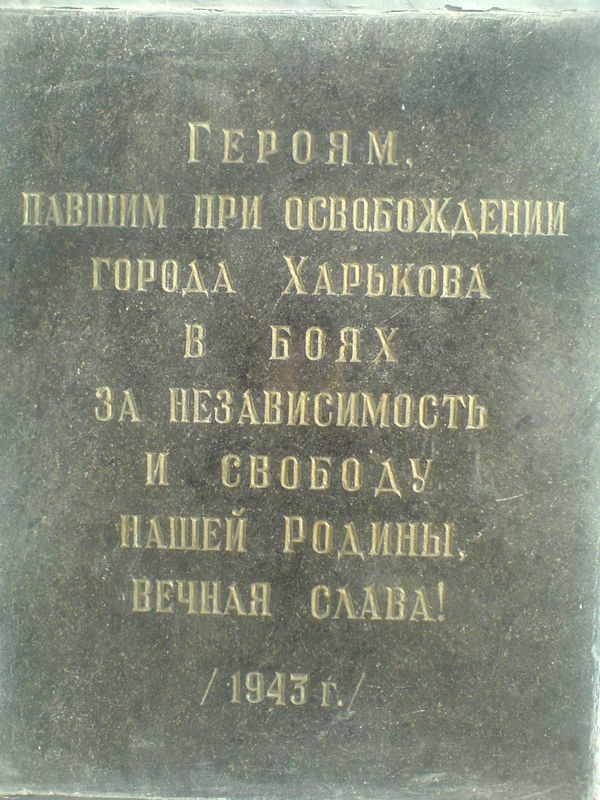 Героям,
павшим при освобождении
города Харькова
в боях
за независимость
и свободу
нашей Родины,
вечная слава!
/1943 г./